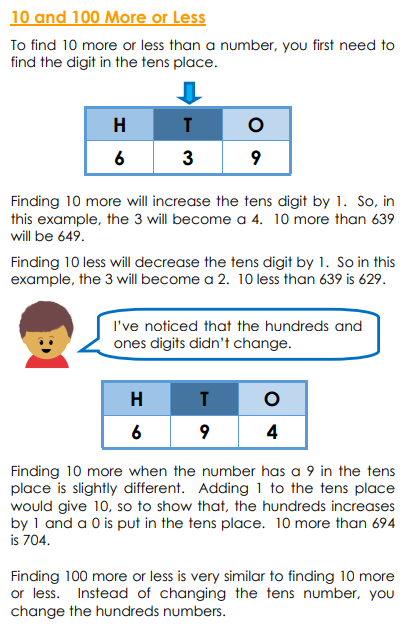 10 and 100 More or Less
To find 10 more or less than a number, you first need to
find the digit in the tens place.
H T O
6 3 9
Finding 10 more will increase the tens digit by 1. So, in
this example, the 3 will become a 4. 10 more than 639
will be 649.
Finding 10 less will decrease the tens digit by 1. So in this
example, the 3 will become a 2. 10 less than 639 is 629.
I've noticed that the hundreds and
ones digits didn't change.
H T O
6 9 4
Finding 10 more when the number has a 9 in the tens
place is slightly different. Adding 1 to the tens place
would give 10, so to show that, the hundreds increases
by 1 and a 0 is put in the tens place. 10 more than 694
is 704.
Finding 100 more or less is very similar to finding 10 more
or less. Instead of changing the tens number, you
change the hundreds numbers.